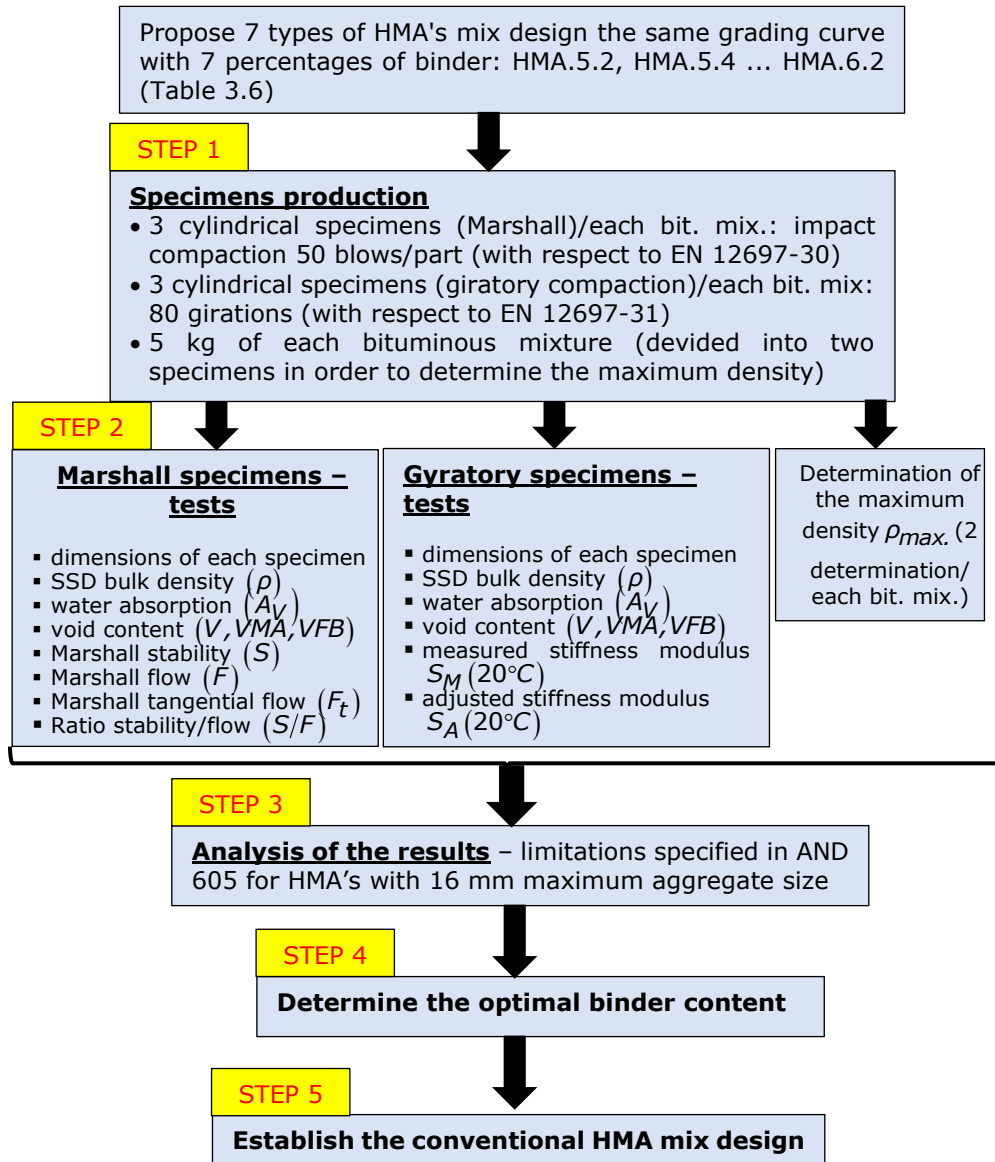 Propose 7 types of HMA's mix design the same grading curve
with 7 percentages of binder: HMA.5.2, HMA.5.4 ... HMA.6.2
(Table 3.6)
STEP 1
Specimens production
• 3 cylindrical specimens (Marshall)/each bit. mix.: impact
compaction 50 blows/part (with respect to EN 12697-30)
• 3 cylindrical specimens (giratory compaction)/each bit. mix:
80 girations (with respect to EN 12697-31)
• 5 kg of each bituminous mixture (devided into two
specimens in order to determine the maximum density)
STEP 2
Marshall specimens –
tests
▪ dimensions of each specimen
▪ SSD bulk density (ρ)
▪ water absorption (A_V)
▪ void content (V,VMA,VFB)
▪ Marshall stability (S)
▪ Marshall flow (F)
▪ Marshall tangential flow (F_t)
▪ Ratio stability/flow (S/F)
Gyratory specimens –
tests
▪ dimensions of each specimen
▪ SSD bulk density (ρ)
▪ water absorption (A_V)
▪ void content (V,VMA,VFB)
▪ measured stiffness modulus
S_M(20°C)
▪ adjusted stiffness modulus
S_A(20°C)
Determination of
the maximum
density ρ_max. (2
determination/
each bit. mix.)
STEP 3
Analysis of the results – limitations specified in AND
605 for HMA’s with 16 mm maximum aggregate size
STEP 4
Determine the optimal binder content
STEP 5
Establish the conventional HMA mix design